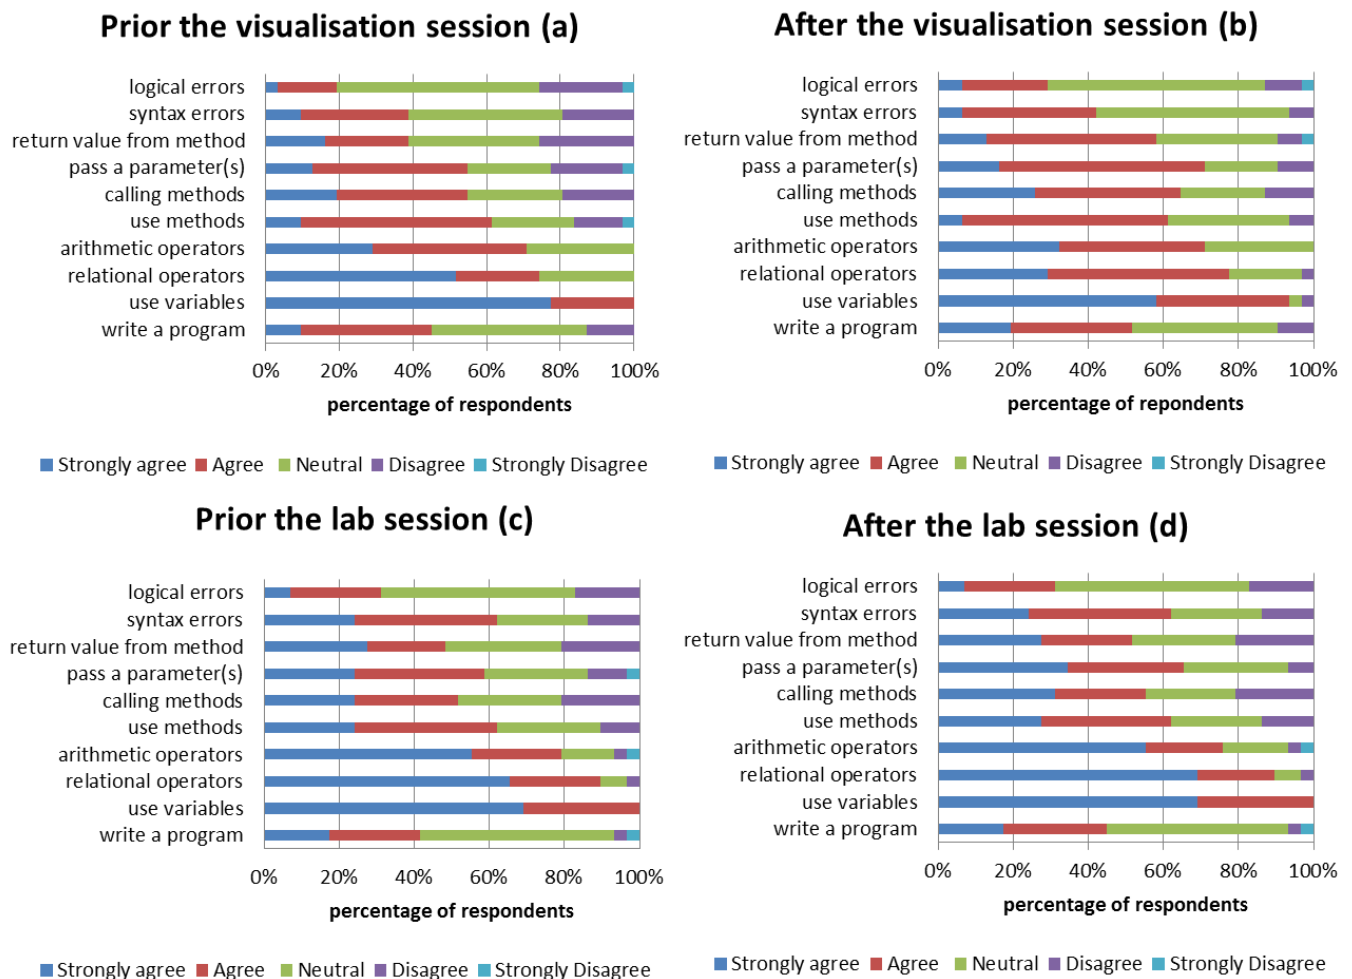 Prior the visualisation session (a)
logical errors
syntax errors
return value from method
pass a parameter(s)
calling methods
use methods
arithmetic operators
relational operators
use variables
write a program
0% 20% 40% 60% 80% 100%
percentage of respondents
Strongly agree Agree Neutral Disagree Strongly Disagree
After the visualisation session (b)
logical errors
syntax errors
return value from method
pass a parameter(s)
calling methods
use methods
arithmetic operators
relational operators
use variables
write a program
0% 20% 40% 60% 80% 100%
percentage of repondents
Strongly agree Agree Neutral Disagree Strongly Disagree
Prior the lab session (c)
logical errors
syntax errors
return value from method
pass a parameter(s)
calling methods
use methods
arithmetic operators
relational operators
use variables
write a program
0% 20% 40% 60% 80% 100%
percentage of respondents
Strongly agree Agree Neutral Disagree Strongly Disagree
After the lab session (d)
logical errors
syntax errors
return value from method
pass a parameter(s)
calling methods
use methods
arithmetic operators
relational operators
use variables
write a program
0% 20% 40% 60% 80% 100%
percentage of respondents
Strongly agree Agree Neutral Disagree Strongly Disagree